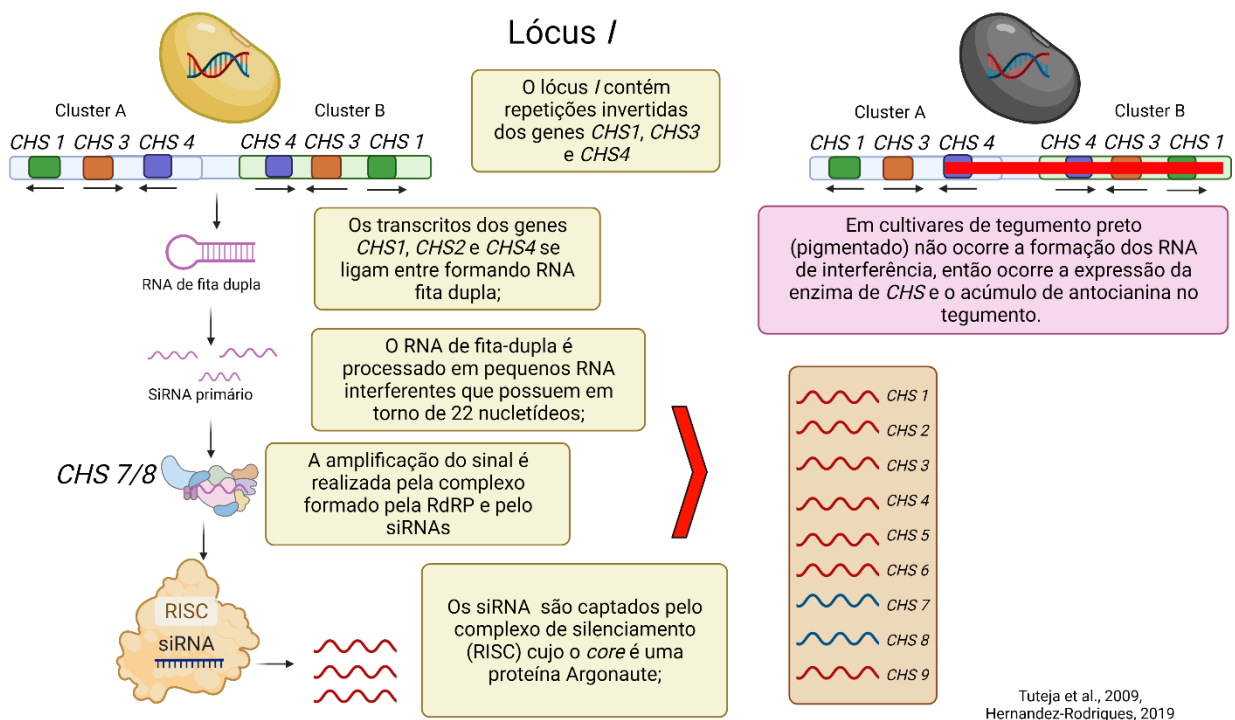 Lócus I
Cluster A
Cluster B
CHS 1
CHS 3
CHS 4
CHS 4
CHS 3
CHS 1
O lócus I contém
repetições invertidas
dos genes CHS1, CHS3
e CHS4
Cluster A
Cluster B
CHS 1
CHS 3
CHS 4
CHS 4
CHS 3
CHS 1
RNA de fita dupla
Os transcritos dos genes
CHS1, CHS2 e CHS4 se
ligam entre formando RNA
fita dupla;
Em cultivares de tegumento preto
(pigmentado) não ocorre a formação dos RNA
de interferência, então ocorre a expressão da
enzima de CHS e o acúmulo de antocianina no
tegumento.
SiRNA primário
O RNA de fita-dupla é
processado em pequenos RNA
interferentes que possuem em
torno de 22 nucletídeos;
CHS 7/8
A amplificação do sinal é
realizada pela complexo
formado pela RdRP e pelo
siRNAs
RISC
siRNA
Os siRNA são captados pelo
complexo de silenciamento
(RISC) cujo o core é uma
proteína Argonaute;
CHS 1
CHS 2
CHS 3
CHS 4
CHS 5
CHS 6
CHS 7
CHS 8
CHS 9
Tuteja et al., 2009,
Hernandez-Rodrigues, 2019